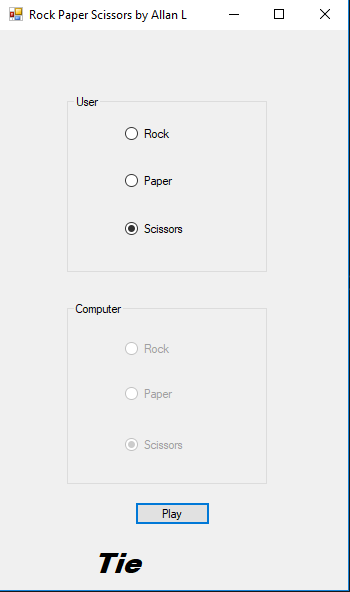 Rock Paper Scissors by Allan L
User
Rock
Paper
Scissors
Computer
Rock
Paper
Scissors
Play
Tie